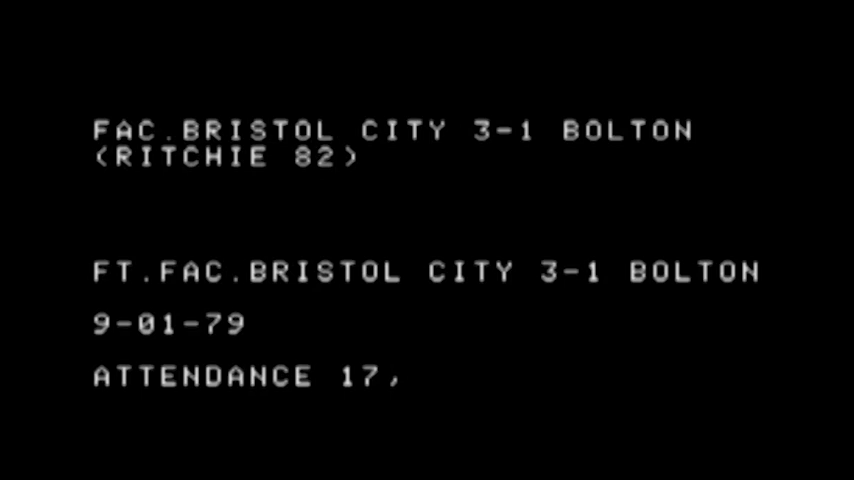 FAC.BRISTOL CITY 3-1 BOLTON
(RITCHIE 82)
FT.FAC.BRISTOL CITY 3-1 BOLTON
9-01-79
ATTENDANCE 17,